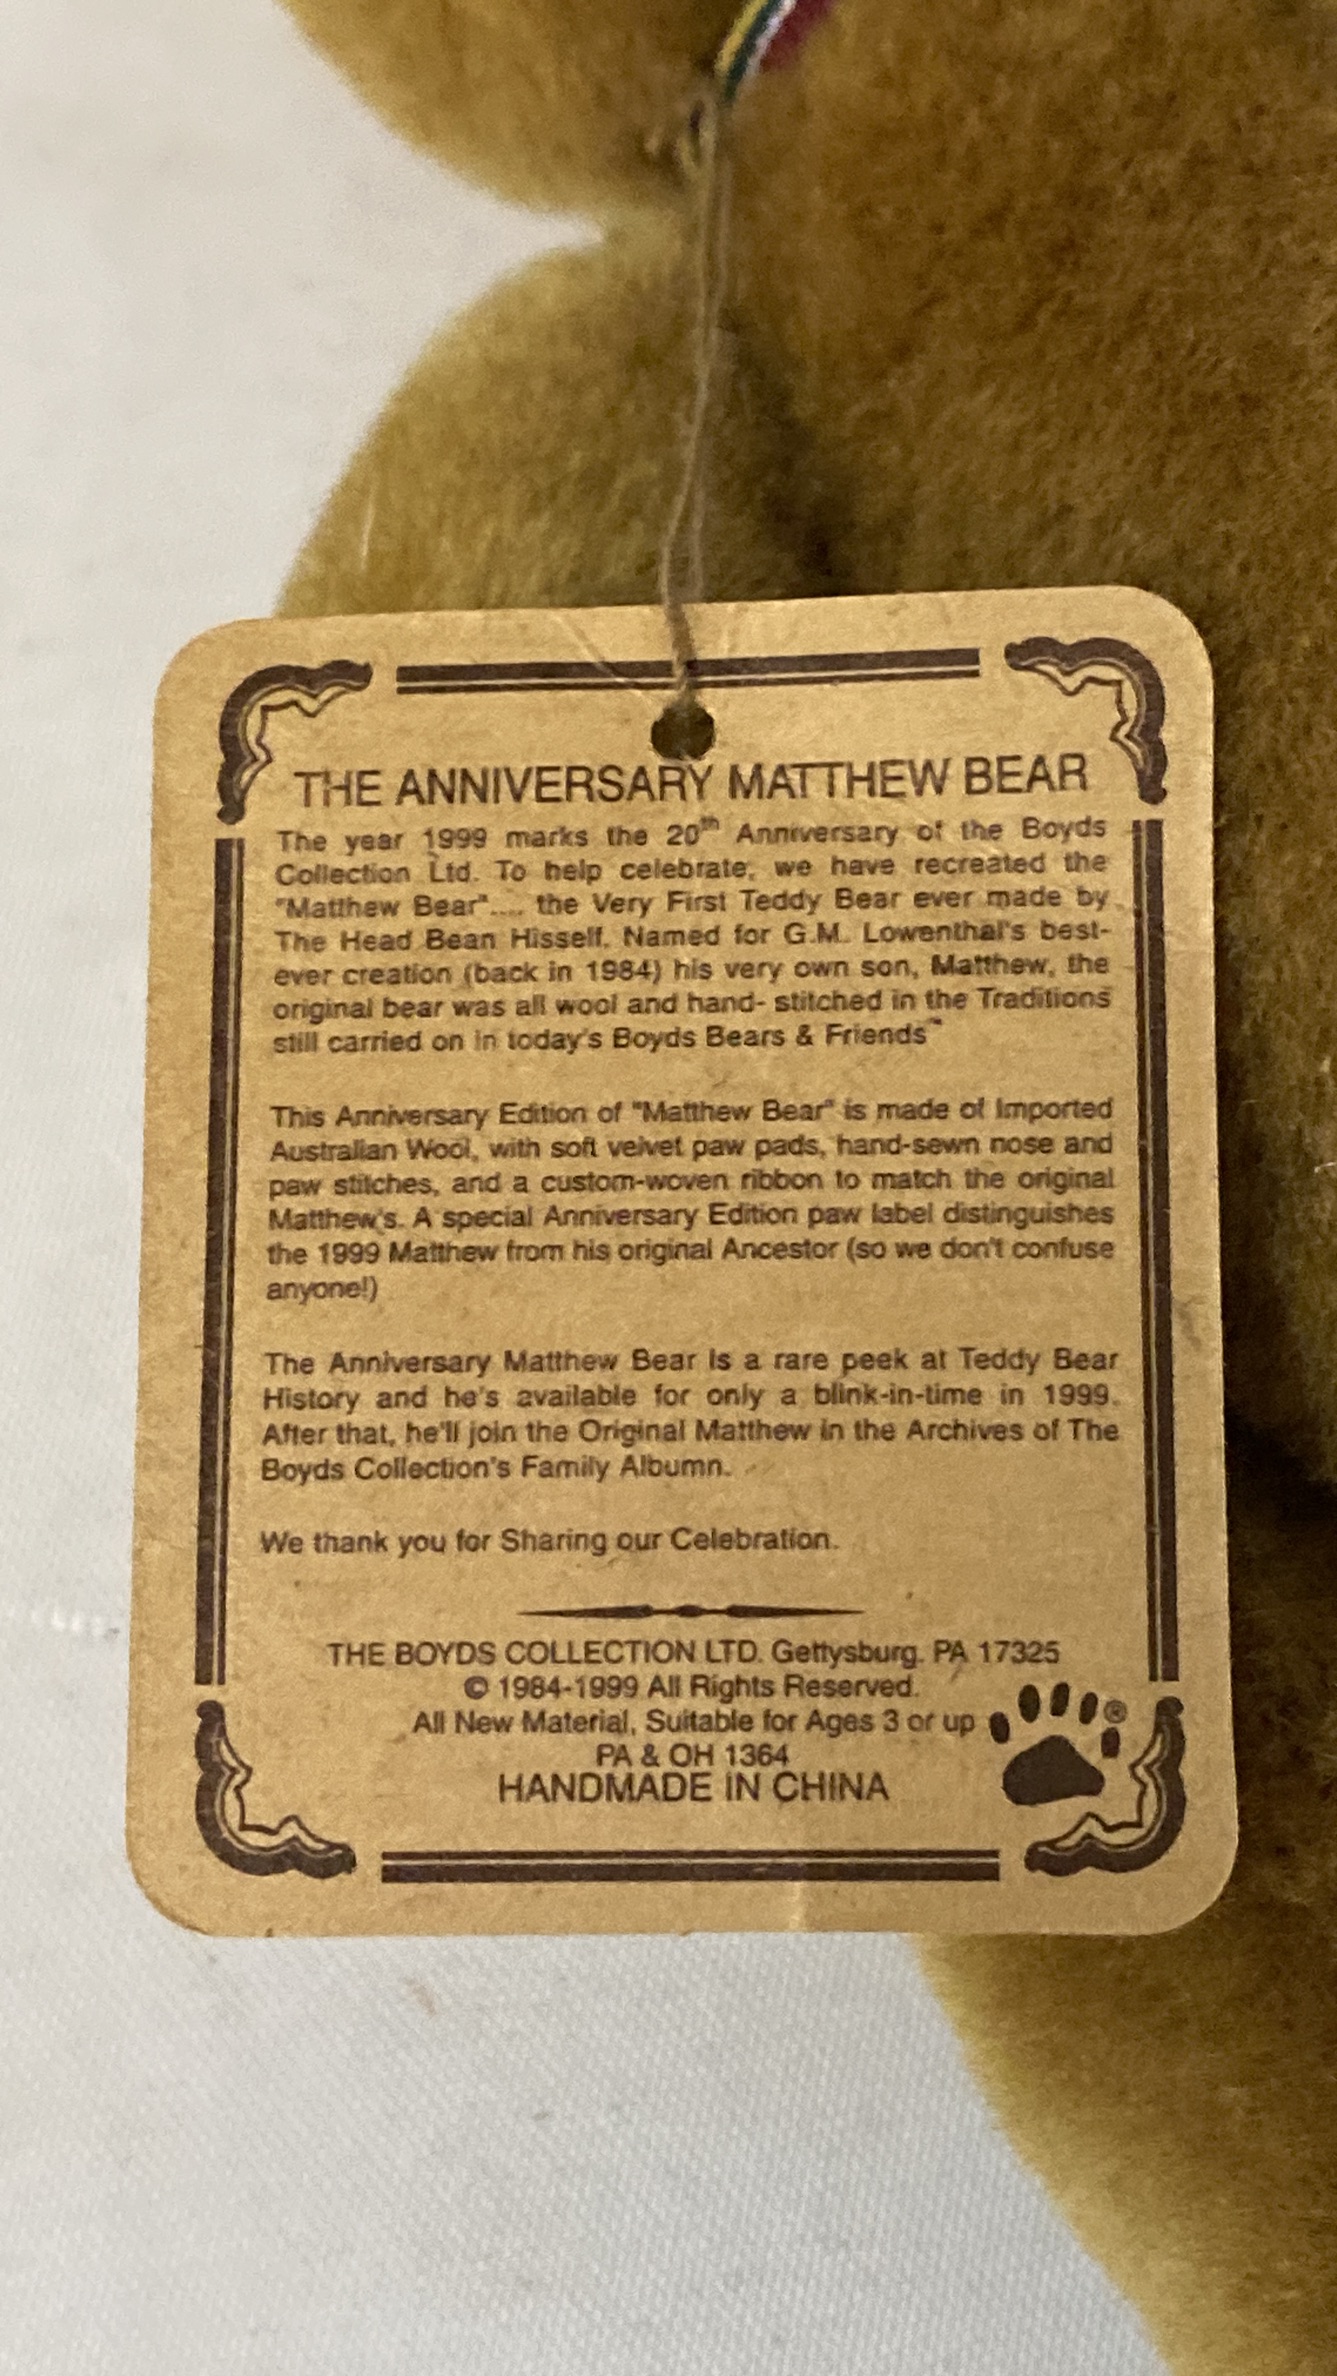 THE ANNIVERSARY MATTHEW BEAR
The year 1999 marks the 20th Anniversary of the Boyds
Collection Ltd. To help celebrate, we have recreated the
"Matthew Bear".... the Very First Teddy Bear ever made by
The Head Bean Hisself. Named for G.M. Lowenthal's best-
ever creation (back in 1984) his very own son, Matthew, the
original bear was all wool and hand- stitched in the Traditions
still carried on in today's Boyds Bears & Friends™
This Anniversary Edition of "Matthew Bear" is made of Imported
Australian Wool, with soft velvet paw pads, hand-sewn nose and
paw stitches, and a custom-woven ribbon to match the original
Matthew's. A special Anniversary Edition paw label distinguishes
the 1999 Matthew from his original Ancestor (so we don't confuse
anyone!)
The Anniversary Matthew Bear is a rare peek at Teddy Bear
History and he's available for only a blink-in-time in 1999.
After that, he'll join the Original Matthew in the Archives of The
Boyds Collection's Family Albumn.
We thank you for Sharing our Celebration.
THE BOYDS COLLECTION LTD. Gettysburg, PA 17325
© 1984-1999 All Rights Reserved.
All New Material, Suitable for Ages 3 or up ®
PA & OH 1364
HANDMADE IN CHINA